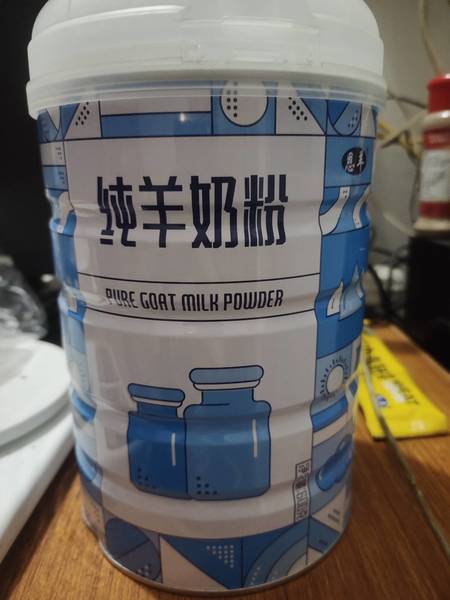 纯羊奶粉
PURE GOAT MILK POWDER